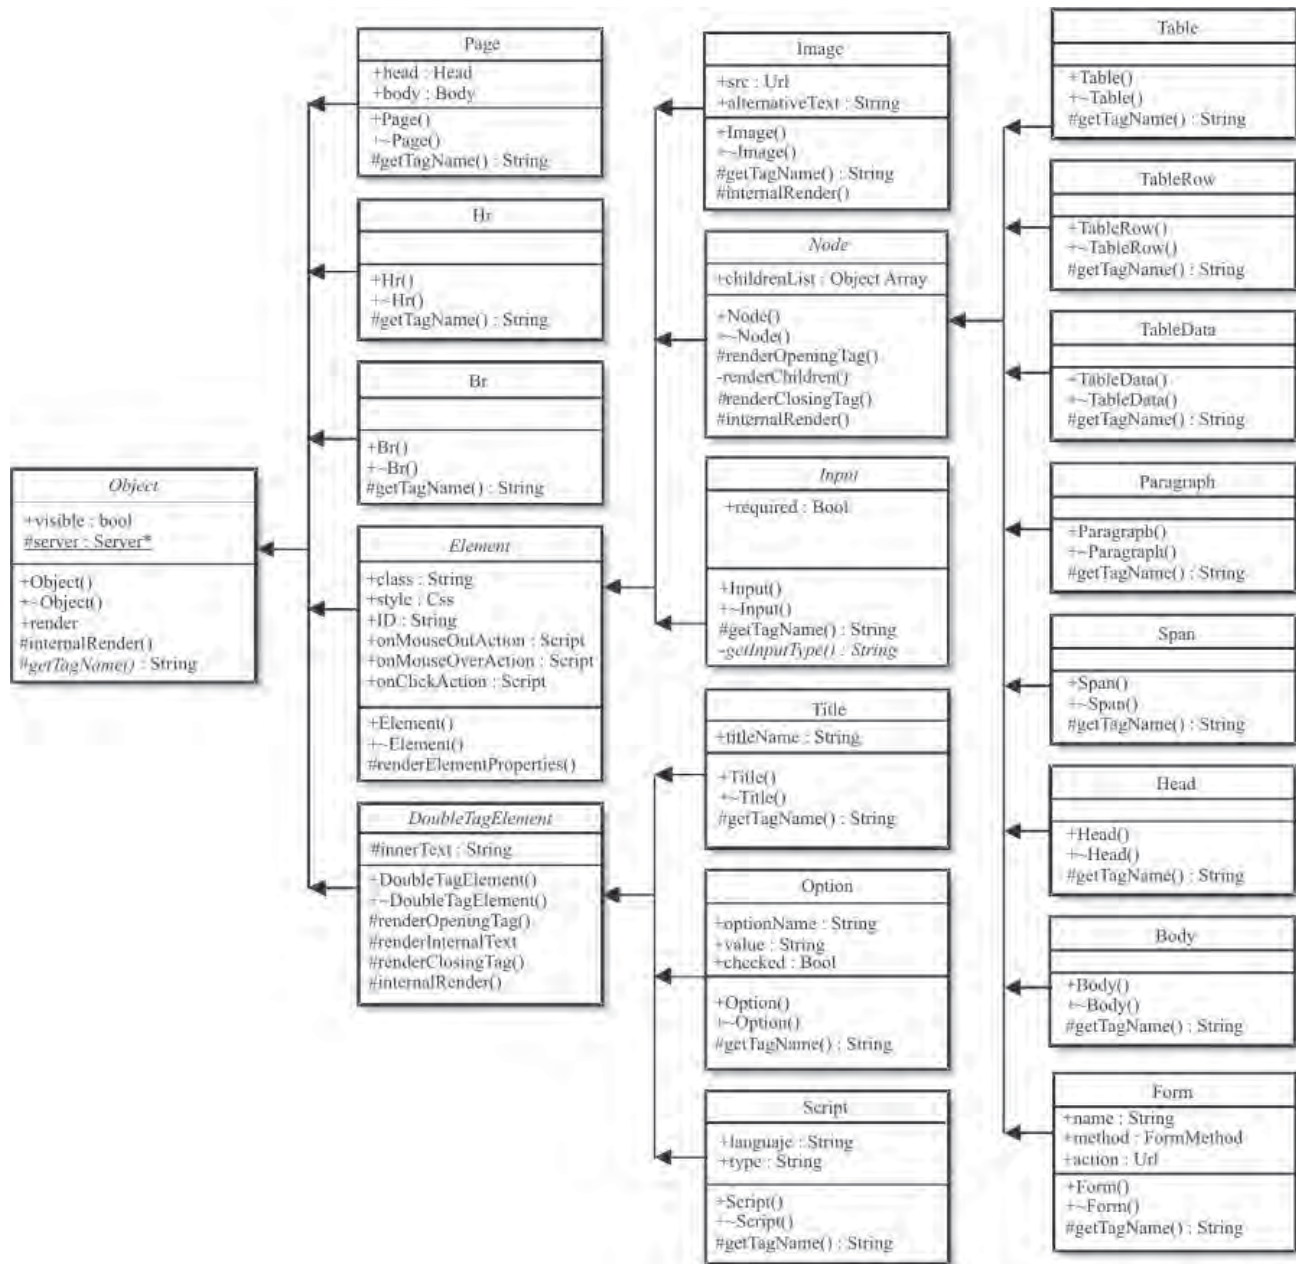 Page
+head : Head
+body : Body
+Page()
+~Page()
#getTagName() : String
Hr
+Hr()
+~Hr()
#getTagName() : String
Br
+Br()
+~Br()
#getTagName() : String
Object
+visible : bool
#server : Server*
+Object()
+~Object()
+render
#internalRender()
#getTagName() : String
Element
+class : String
+style : Css
+ID : String
+onMouseOutAction : Script
+onMouseOverAction : Script
+onClickAction : Script
+Element()
+~Element()
#renderElementProperties()
DoubleTagElement
#innerText : String
+DoubleTagElement()
+~DoubleTagElement()
#renderOpeningTag()
#renderInternalText
#renderClosingTag()
#internalRender()
Image
+src : Url
+alternativeText : String
+Image()
+~Image()
#getTagName() : String
#internalRender()
Node
+childrenList : Object Array
+Node()
+~Node()
#renderOpeningTag()
-renderChildren()
#renderClosingTag()
#internalRender()
Input
+required : Bool
+Input()
+~Input()
#getTagName() : String
-getInputType() : String
Title
+titleName : String
+Title()
+~Title()
#getTagName() : String
Option
+optionName : String
+value : String
+checked : Bool
+Option()
+~Option()
#getTagName() : String
Script
+languaje : String
+type : String
+Script()
+~Script()
#getTagName() : String
Table
+Table()
+~Table()
#getTagName() : String
TableRow
+TableRow()
+~TableRow()
#getTagName() : String
TableData
+TableData()
+~TableData()
#getTagName() : String
Paragraph
+Paragraph()
+~Paragraph()
#getTagName() : String
Span
+Span()
+~Span()
#getTagName() : String
Head
+Head()
+~Head()
#getTagName() : String
Body
+Body()
+~Body()
#getTagName() : String
Form
+name : String
+method : FormMethod
+action : Url
+Form()
+~Form()
#getTagName() : String